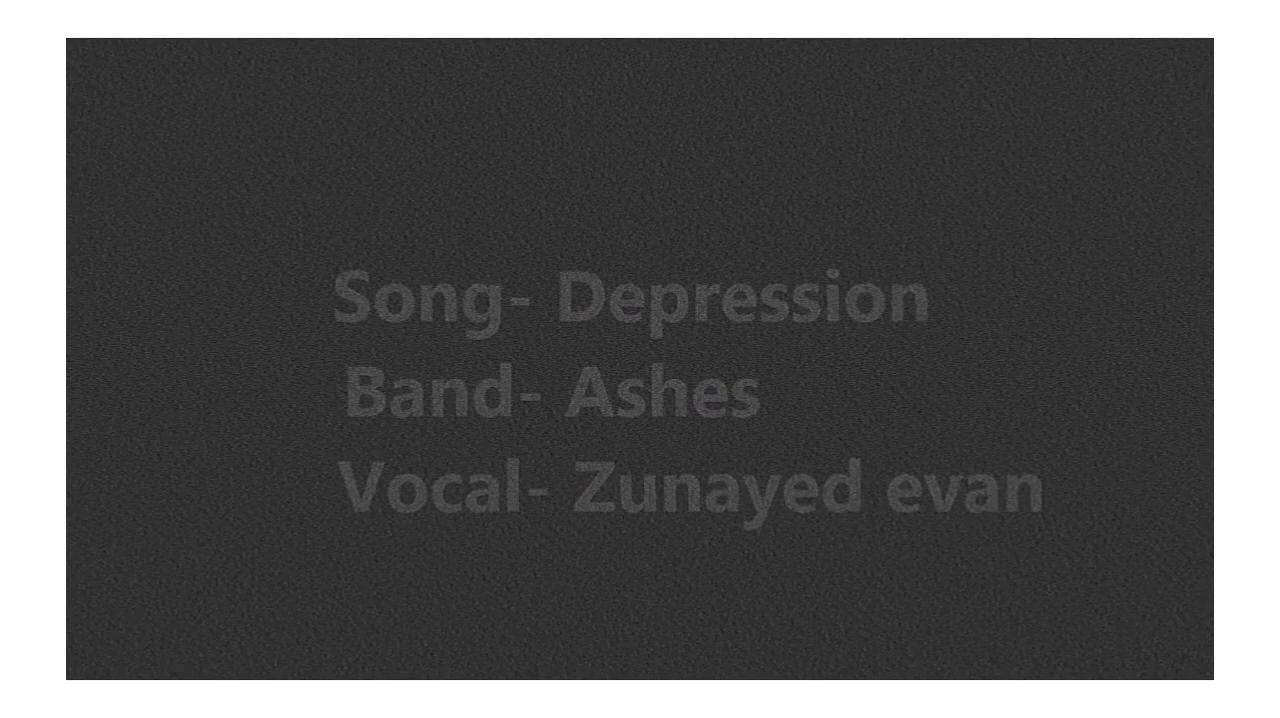 Song- Depression
Band- Ashes
Vocal- Zunayed evan